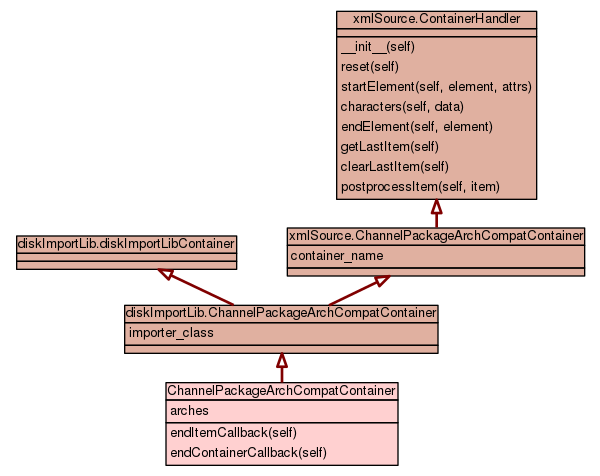 xmlSource.ContainerHandler
__init__(self)
reset(self)
startElement(self, element, attrs)
characters(self, data)
endElement(self, element)
getLastItem(self)
clearLastItem(self)
postprocessItem(self, item)
diskImportLib.diskImportLibContainer
xmlSource.ChannelPackageArchCompatContainer
container_name
diskImportLib.ChannelPackageArchCompatContainer
importer_class
ChannelPackageArchCompatContainer
arches
endItemCallback(self)
endContainerCallback(self)